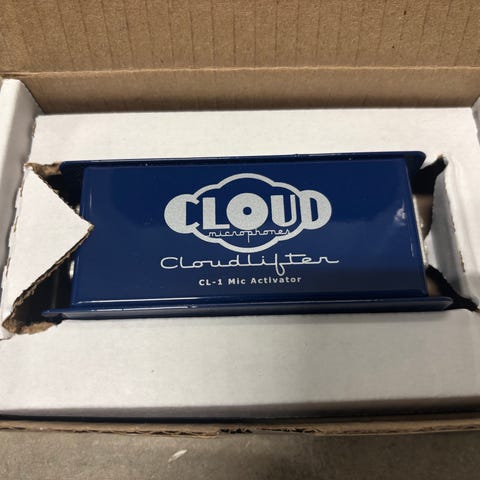 CLOUD
microphones
Cloudlifter
CL-1 Mic Activator